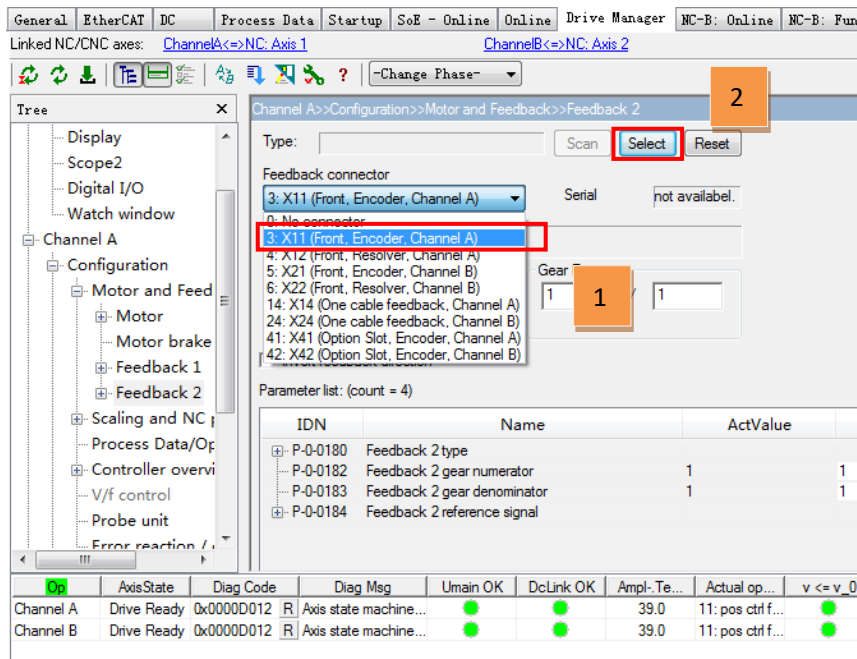 General EtherCAT DC Process Data Startup SoE - Online Online Drive Manager NC-B: Online NC-B: Fun
Linked NC/CNC axes: ChannelA<=>NC: Axis 1 ChannelB<=>NC: Axis 2
? -Change Phase-
Tree X
Display
Scope2
Digital I/O
Watch window
Channel A
Configuration
Motor and Feed
Motor
Motor brake
Feedback 1
Feedback 2
Scaling and NC
Process Data/Op
Controller overvi
V/f control
Probe unit
Error reaction /
Channel A>>Configuration>>Motor and Feedback>>Feedback 2
2
Type: Scan Select Reset
Feedback connector
3: X11 (Front, Encoder, Channel A) Serial not availabel.
0: No connector
3: X11 (Front, Encoder, Channel A)
4: X12 (Front, Resolver, Channel A)
5: X21 (Front, Encoder, Channel B) Gear
6: X22 (Front, Resolver, Channel B) 1 1 / 1
14: X14 (One cable feedback, Channel A)
24: X24 (One cable feedback, Channel B)
41: X41 (Option Slot, Encoder, Channel A)
42: X42 (Option Slot, Encoder, Channel B)
Invert feedback direction
Parameter list: (count = 4)
IDN Name ActValue
P-0-0180 Feedback 2 type
P-0-0182 Feedback 2 gear numerator 1 1
P-0-0183 Feedback 2 gear denominator 1 1
P-0-0184 Feedback 2 reference signal
Op AxisState Diag Code Diag Msg Umain OK DcLink OK Ampl-.Te... Actual op... v <= v_0
Channel A Drive Ready 0x0000D012 R Axis state machine... 39.0 11: pos ctrl f...
Channel B Drive Ready 0x0000D012 R Axis state machine... 39.0 11: pos ctrl f...